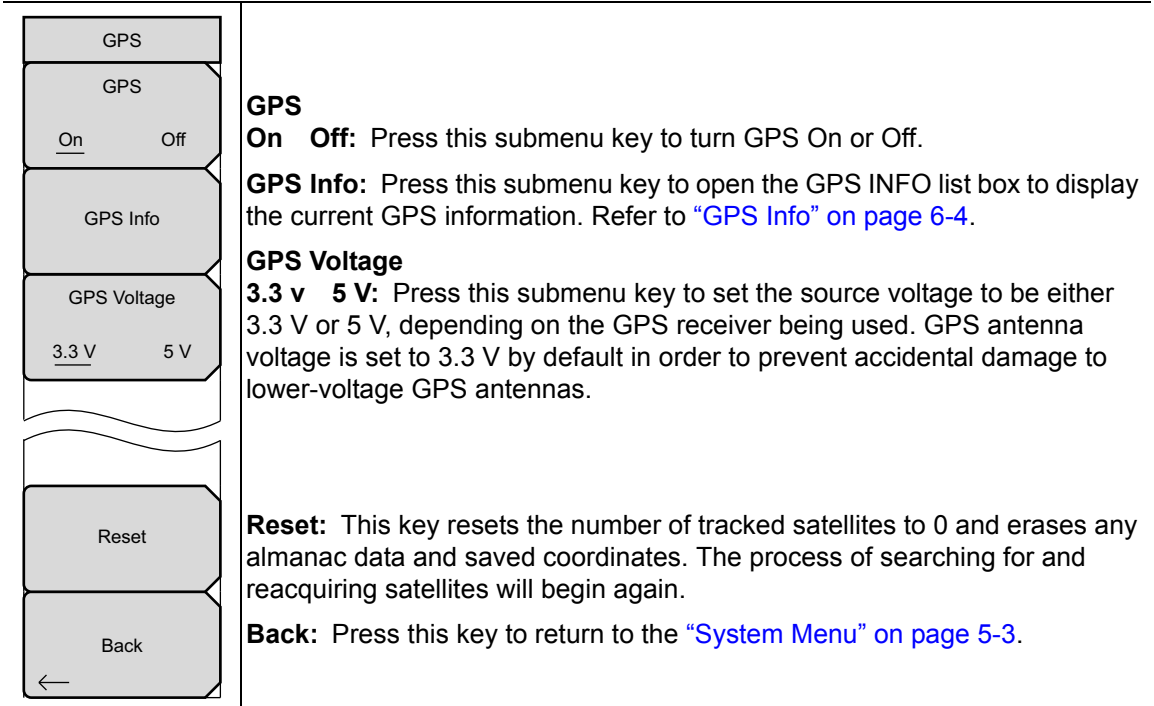 GPS
GPS
On Off
GPS Info
GPS Voltage
3.3 V 5 V
Reset
Back
GPS
On Off: Press this submenu key to turn GPS On or Off.
GPS Info: Press this submenu key to open the GPS INFO list box to display
the current GPS information. Refer to “GPS Info” on page 6-4.
GPS Voltage
3.3 v 5 V: Press this submenu key to set the source voltage to be either
3.3 V or 5 V, depending on the GPS receiver being used. GPS antenna
voltage is set to 3.3 V by default in order to prevent accidental damage to
lower-voltage GPS antennas.
Reset: This key resets the number of tracked satellites to 0 and erases any
almanac data and saved coordinates. The process of searching for and
reacquiring satellites will begin again.
Back: Press this key to return to the “System Menu” on page 5-3.